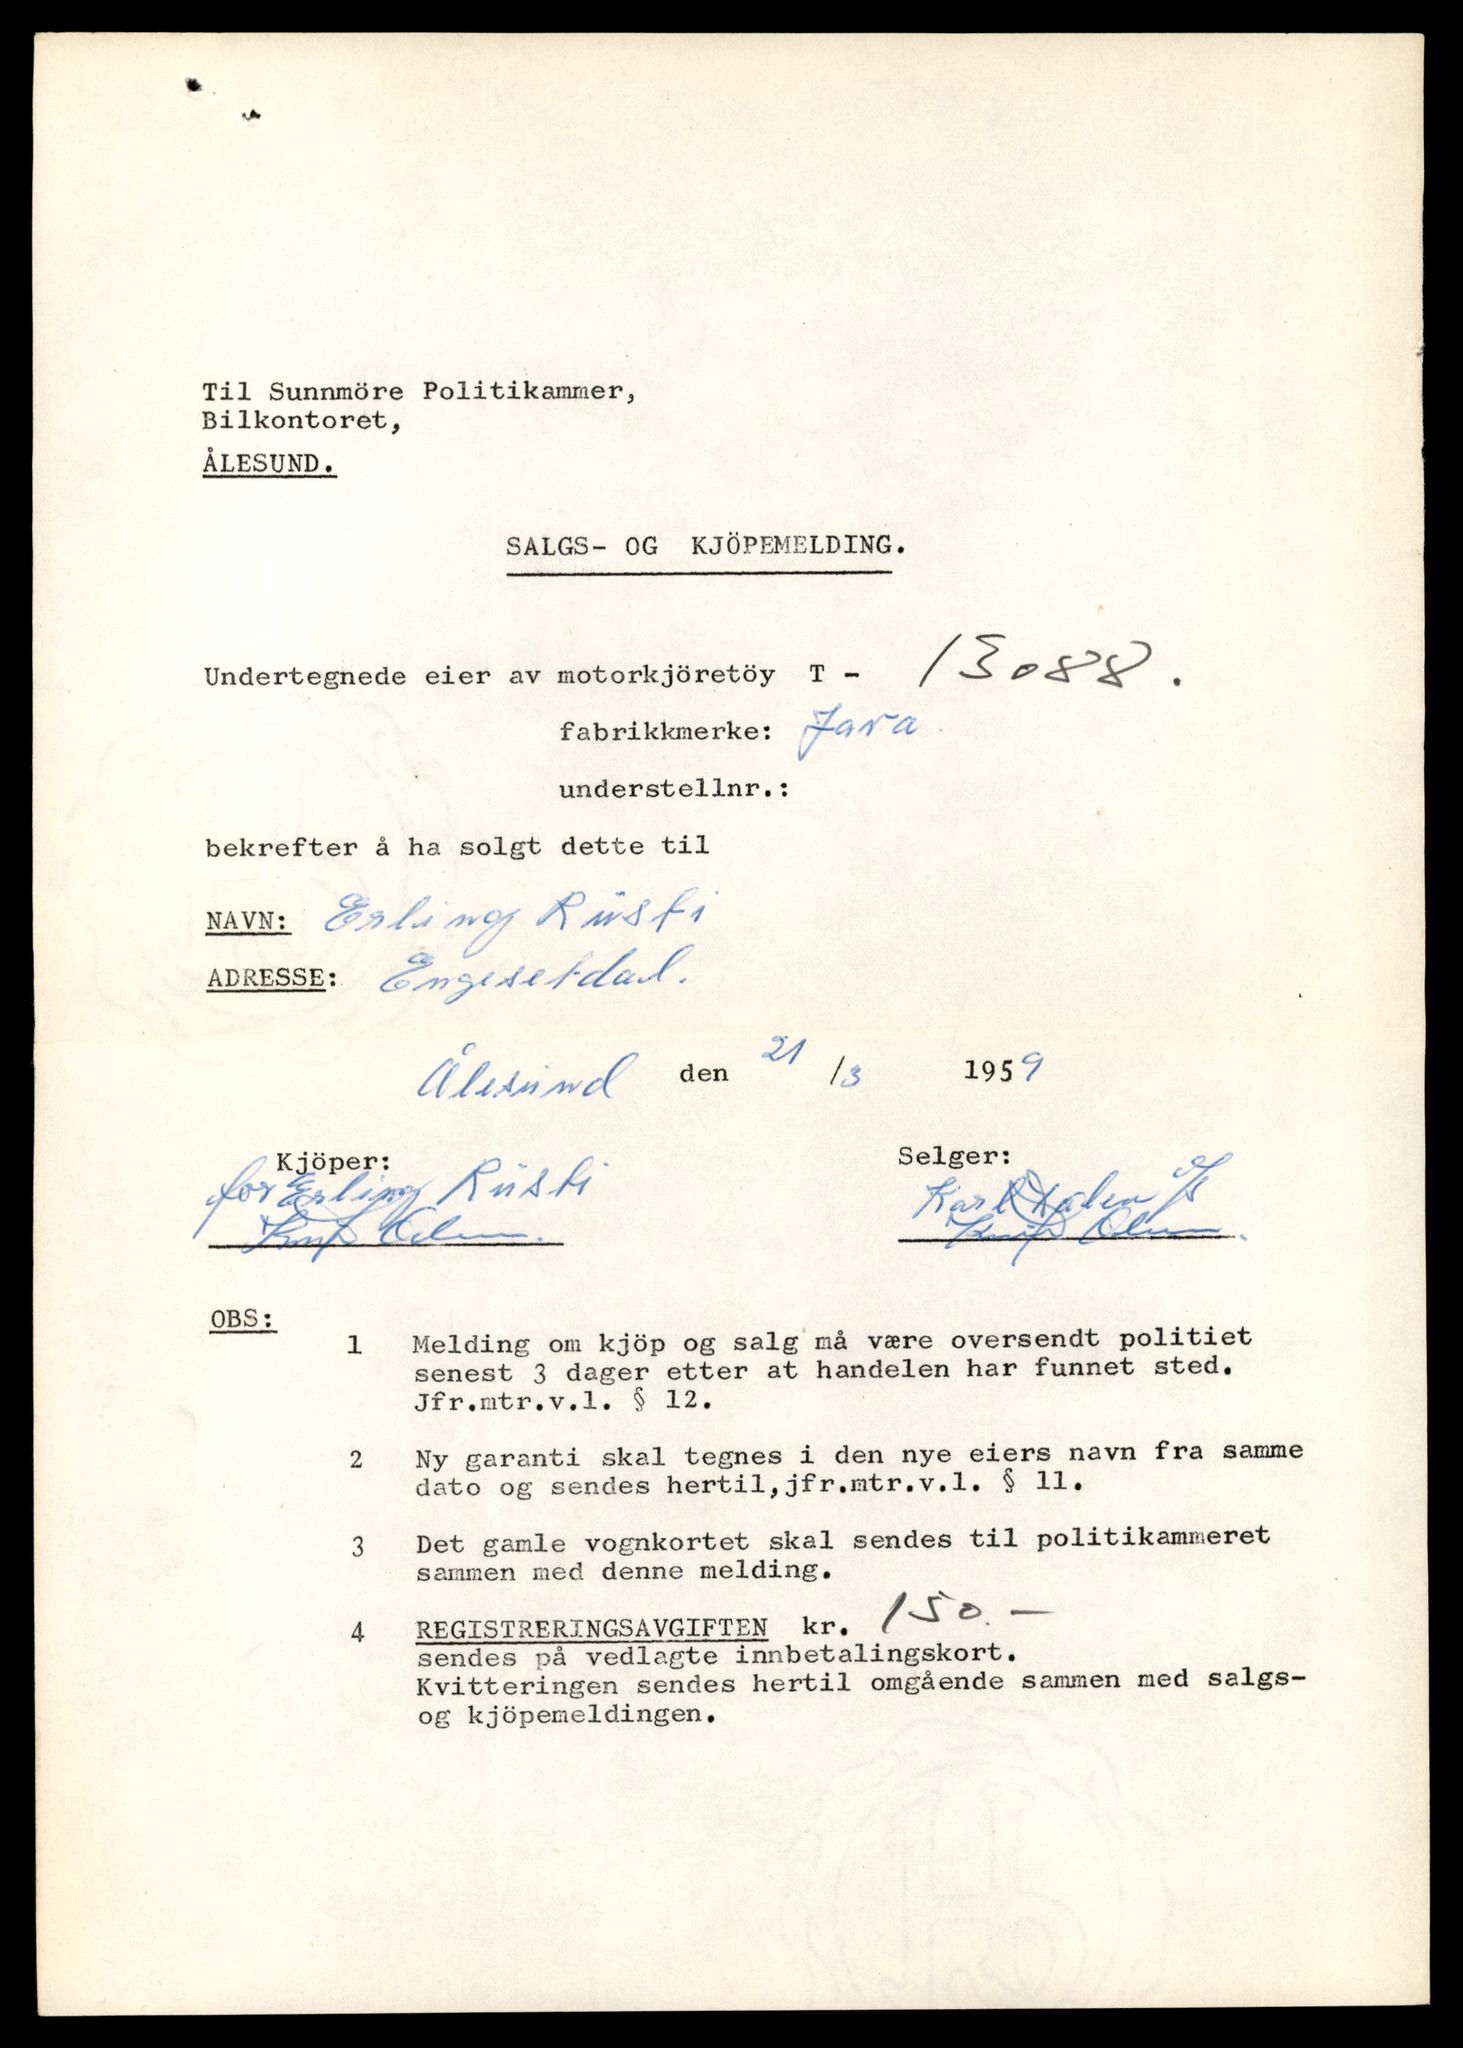 Til Sunnmöre Politikammer,
Bilkontoret,
ÅLESUND.
SALGS- OG KJÖPEMELDING.
Undertegnede eier av motorkjöretöy T - 13088.
fabrikkmerke: Java
understellnr.:
bekrefter å ha solgt dette til
NAVN: Erling Rüsti
ADRESSE: Engesetdal.
Ålesund den 21/3 1959
Kjöper: Selger:
for Erling Rüsti Karl
OBS:
1 Melding om kjöp og salg må være oversendt politiet
senest 3 dager etter at handelen har funnet sted.
Jfr.mtr.v.l. § 12.
2 Ny garanti skal tegnes i den nye eiers navn fra samme
dato og sendes hertil,jfr.mtr.v.l. § 11.
3 Det gamle vognkortet skal sendes til politikammeret
sammen med denne melding.
4 REGISTRERINGSAVGIFTEN kr. 150.-
sendes på vedlagte innbetalingskort.
Kvitteringen sendes hertil omgående sammen med salgs-
og kjöpemeldingen.